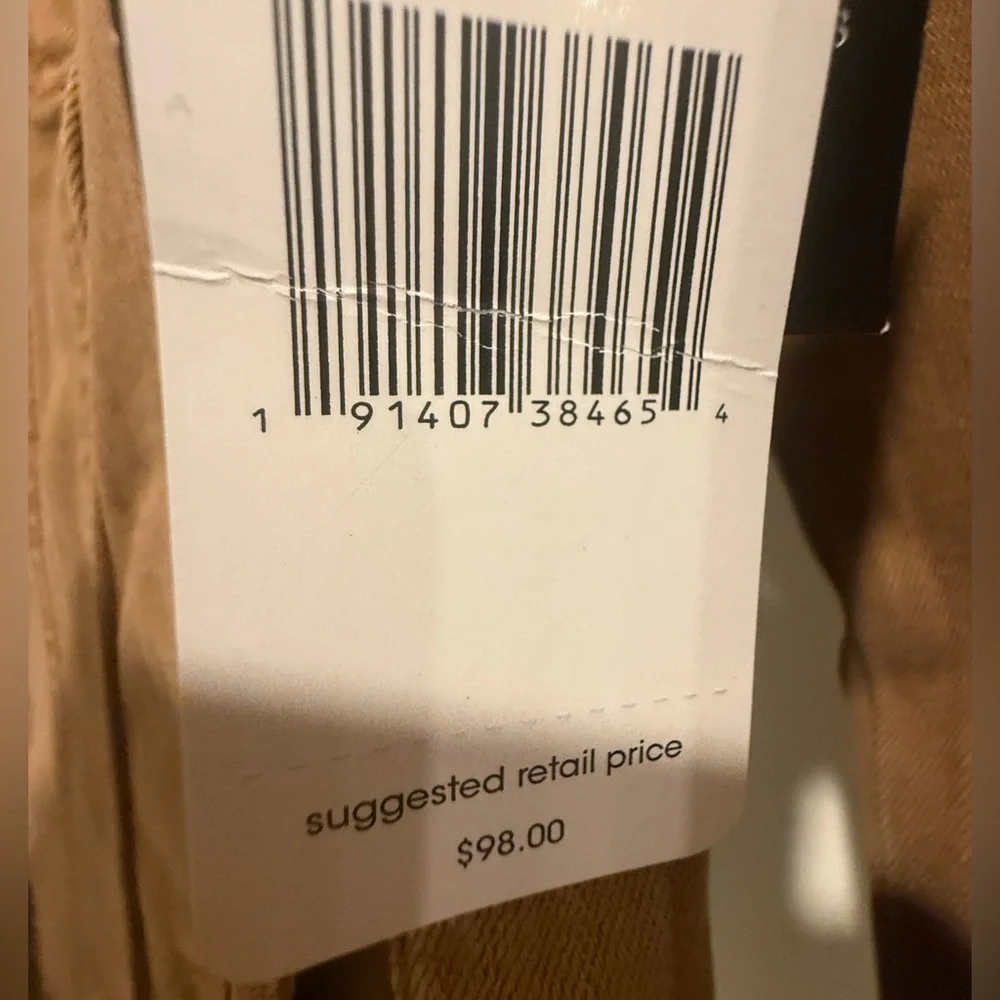 1 91407 38465 4
suggested retail price
$98.00